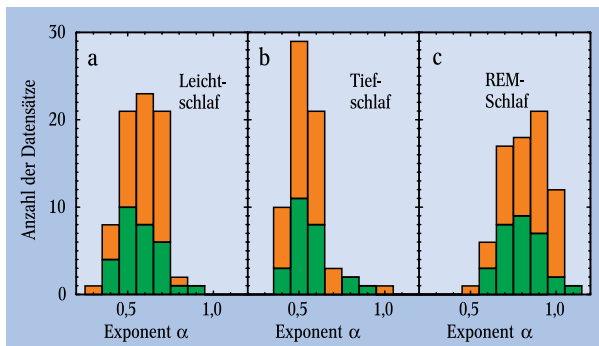 Anzahl der Datensätze
30
20
10
0
a
Leicht-
schlaf
b
Tief-
schlaf
c
REM-
Schlaf
0,5
1,0
0,5
1,0
0,5
1,0
Exponent α
Exponent α
Exponent α